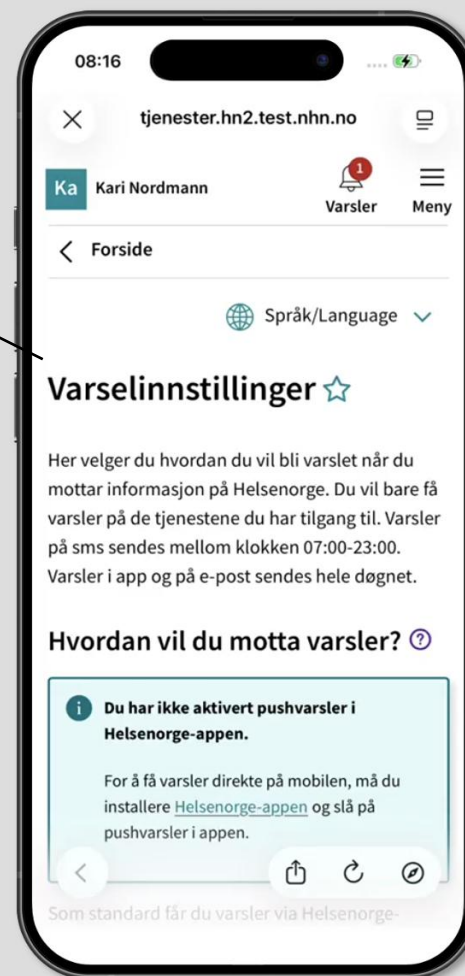 08:16
tjenester.hn2.test.nhn.no
Ka Kari Nordmann
1
Varsler Meny
Forside
Språk/Language
Varselinnstillinger
Her velger du hvordan du vil bli varslet når du
mottar informasjon på Helsenorge. Du vil bare få
varsler på de tjenestene du har tilgang til. Varsler
på sms sendes mellom klokken 07:00-23:00.
Varsler i app og på e-post sendes hele døgnet.
Hvordan vil du motta varsler?
Du har ikke aktivert pushvarsler i
Helsenorge-appen.
For å få varsler direkte på mobilen, må du
installere Helsenorge-appen og slå på
pushvarsler i appen.
Som standard får du varsler via Helsenorge-